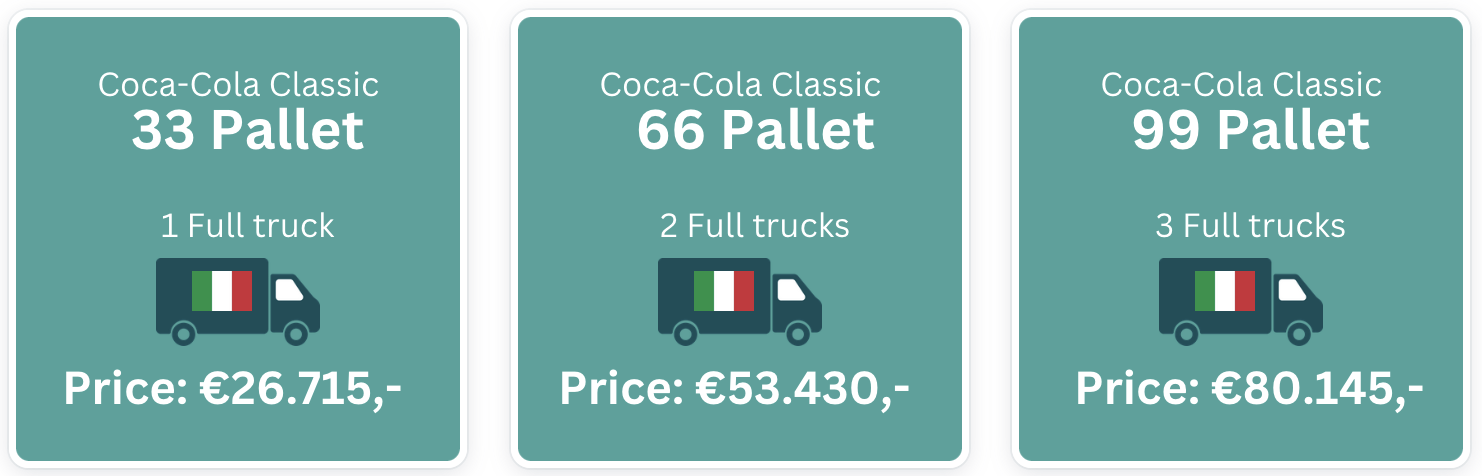 Coca-Cola Classic
33 Pallet
1 Full truck
Price: €26.715,-
Coca-Cola Classic
66 Pallet
2 Full trucks
Price: €53.430,-
Coca-Cola Classic
99 Pallet
3 Full trucks
Price: €80.145,-